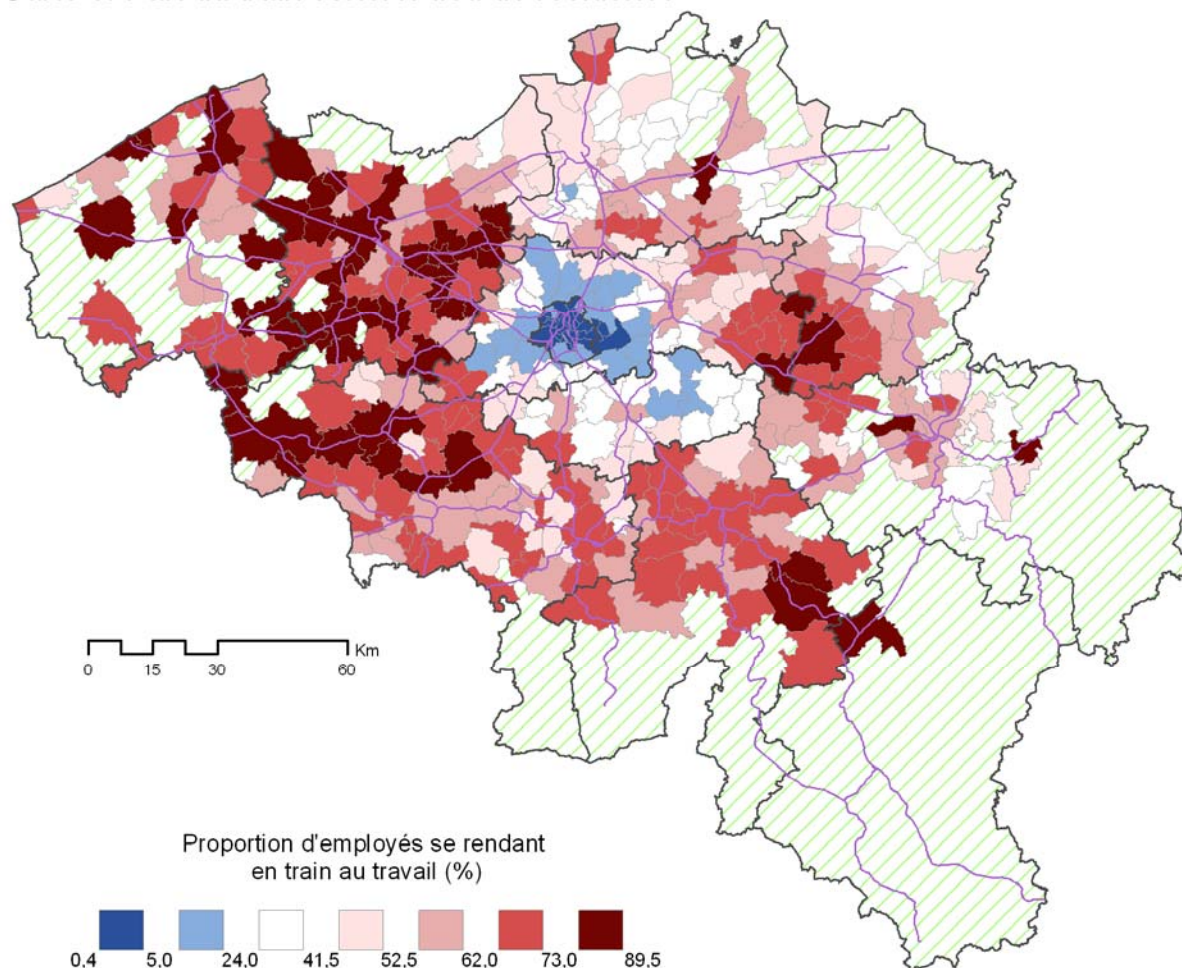 Km
0 15 30 60
Proportion d'employés se rendant
en train au travail (%)
0,4 5,0 24,0 41,5 52,5 62,0 73,0 89,5